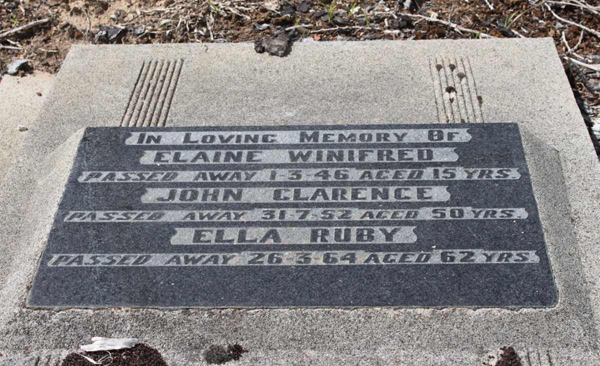 IN LOVING MEMORY OF
ELAINE WINIFRED
PASSED AWAY 1-3-46 AGED 15 YRS.
JOHN CLARENCE
PASSED AWAY 31-7-52 AGED 50 YRS.
ELLA RUBY
PASSED AWAY 26-3-64 AGED 62 YRS.